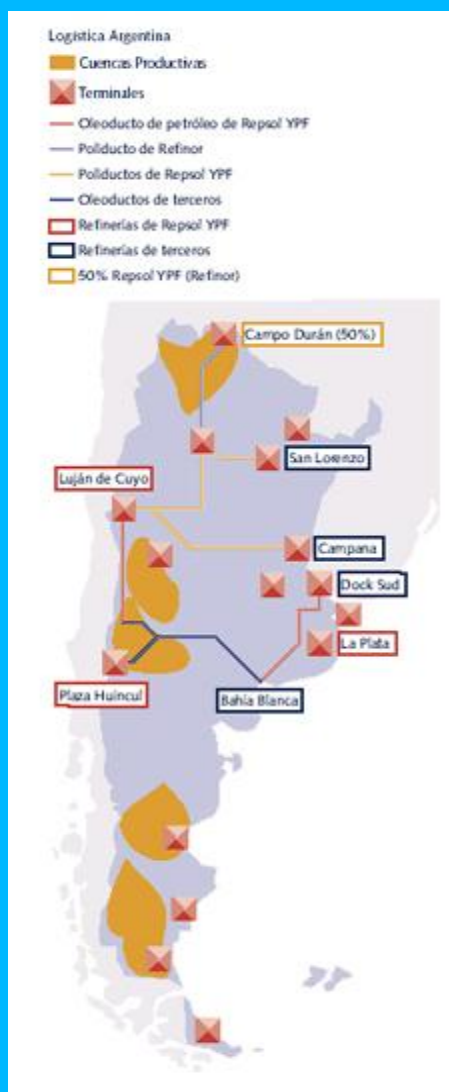 Logística Argentina
Cuencas Productivas
Terminales
Oleoducto de petróleo de Repsol YPF
Poliducto de Refinor
Poliductos de Repsol YPF
Oleoductos de terceros
Refinerías de Repsol YPF
Refinerías de terceros
50% Repsol YPF (Refinor)
Campo Durán (50%)
San Lorenzo
Luján de Cuyo
Campana
Dock Sud
La Plata
Plaza Huincul
Bahía Blanca